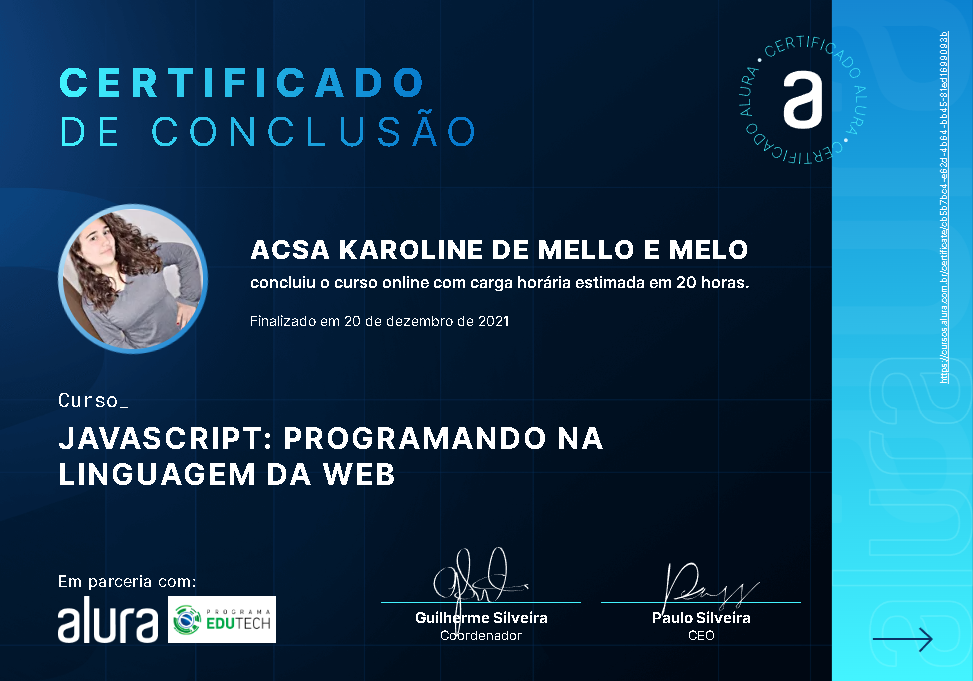 CERTIFICADO
DE CONCLUSÃO
CERTIFICADO ALURA • CERTIFICADO ALURA •
a
ACSA KAROLINE DE MELLO E MELO
concluiu o curso online com carga horária estimada em 20 horas.
Finalizado em 20 de dezembro de 2021
Curso_
JAVASCRIPT: PROGRAMANDO NA
LINGUAGEM DA WEB
Em parceria com:
alura
PROGRAMA
EDUTECH
Guilherme Silveira
Coordenador
Paulo Silveira
CEO
alura